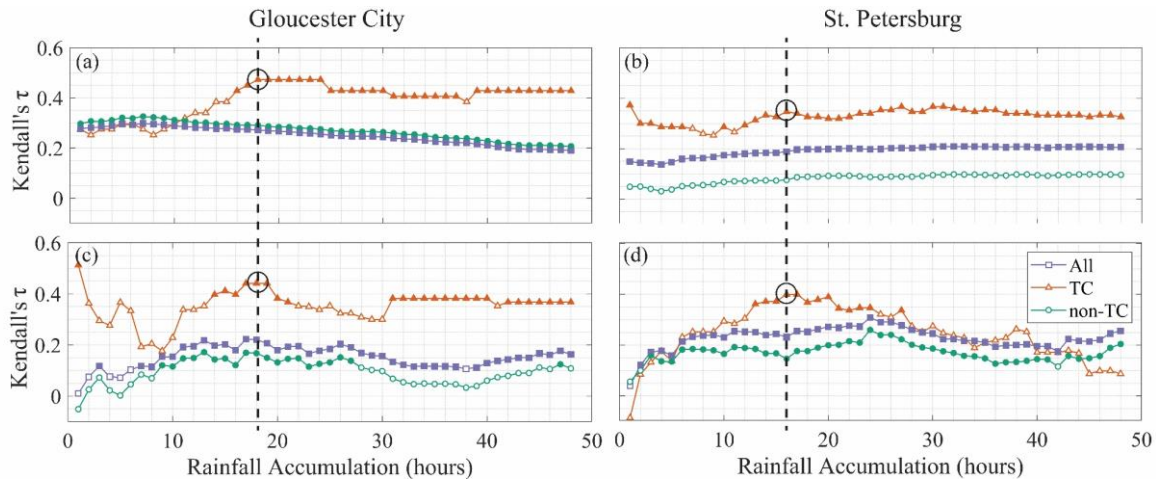 Gloucester City
St. Petersburg
(a)
(b)
0.6
0.4
0.2
0
Kendall's τ
(c)
(d)
0.6
0.4
0.2
0
Kendall's τ
All
TC
non-TC
0 10 20 30 40 50
0 10 20 30 40 50
Rainfall Accumulation (hours)
Rainfall Accumulation (hours)